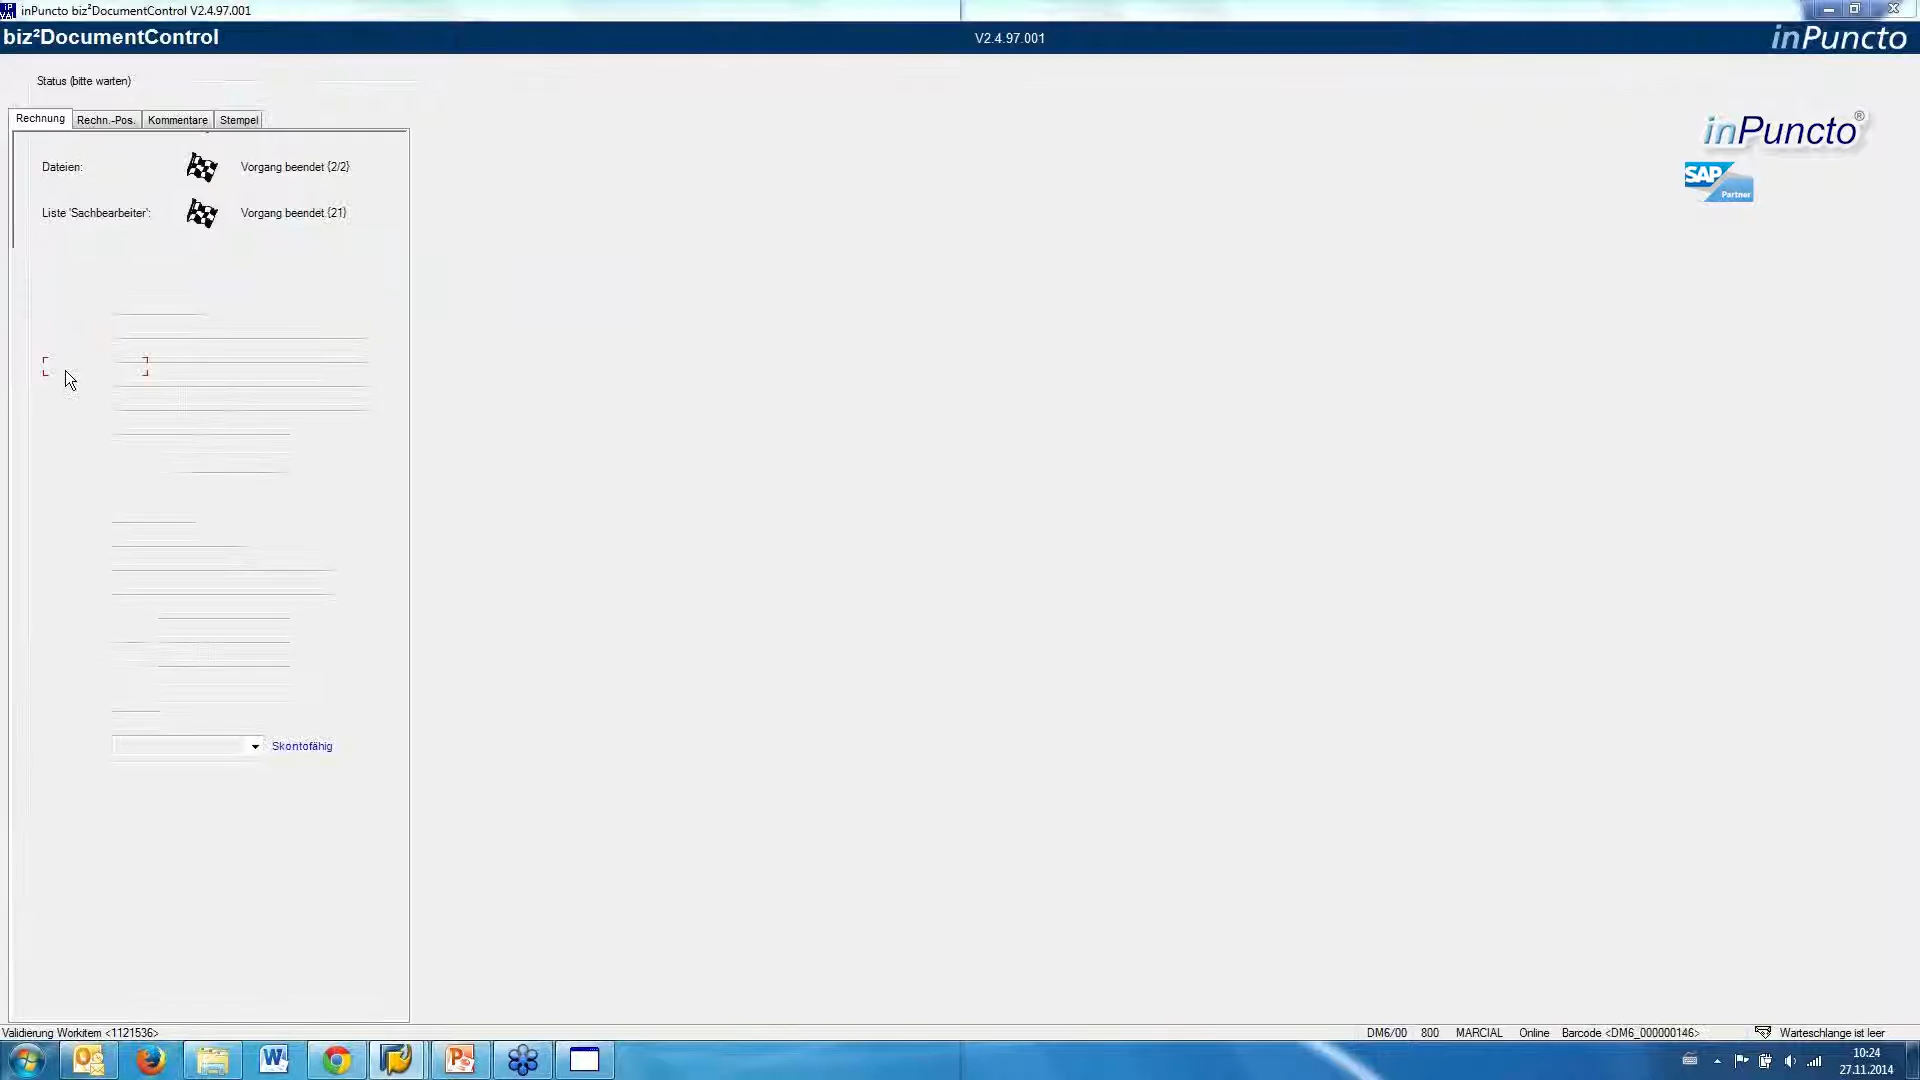 inPuncto biz²DocumentControl V2.4.97.001
biz²DocumentControl
V2.4.97.001
inPuncto
Status (bitte warten)
Rechnung
Rechn.-Pos.
Kommentare
Stempel
inPuncto®
SAP
Partner
Dateien:
Vorgang beendet {2/2}
Liste 'Sachbearbeiter':
Vorgang beendet {21}
Skontofähig
Validierung Workitem <1121536>
DM6/00
800
MARCIAL
Online
Barcode <DM6_000000146>
Warteschlange ist leer
10:24
27.11.2014